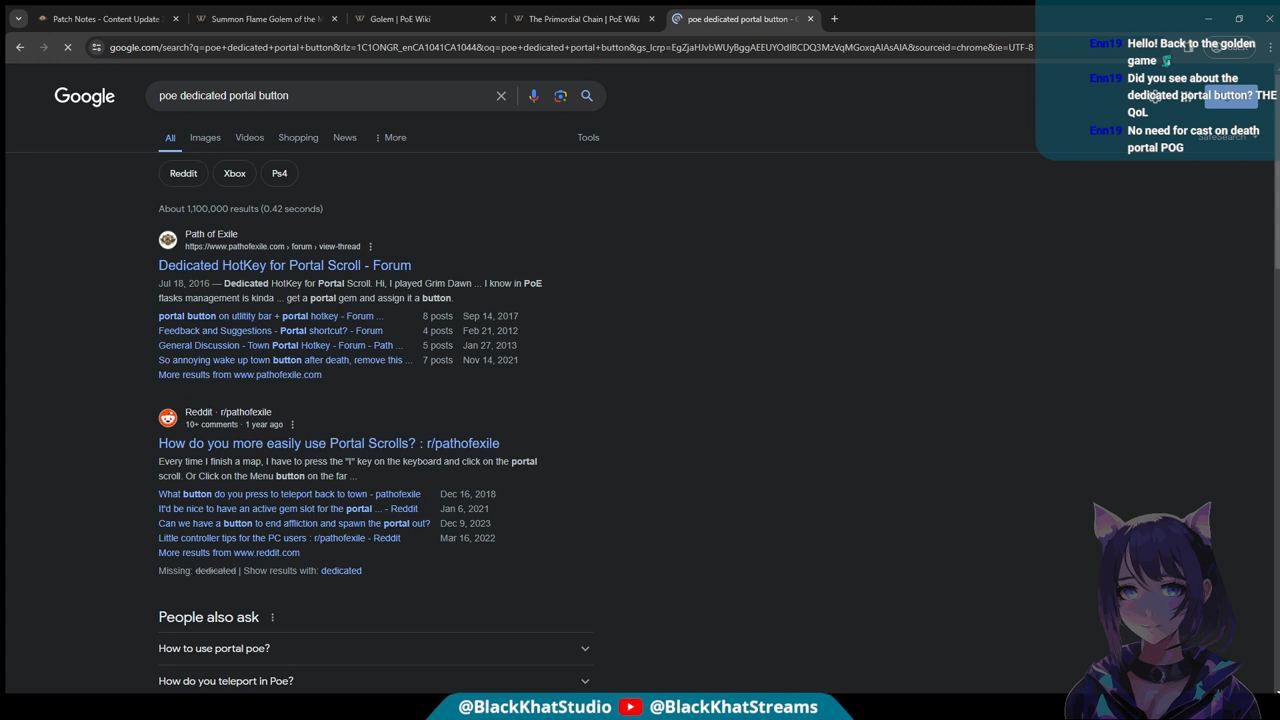 Patch Notes - Content Update
Summon Flame Golem of the M
Golem | PoE Wiki
The Primordial Chain | PoE Wiki
poe dedicated portal button - G
google.com/search?q=poe+dedicated+portal+button&rlz=1C1ONGR_enCA1041CA1044&oq=poe+dedicated+portal+button&gs_lcrp=EgZjaHJvbWUyBggAEEUYOdIBCDQ3MzVqMGoxqAIAsAIA&sourceid=chrome&ie=UTF-8
Enn19 Hello! Back to the golden
game
Enn19 Did you see about the
dedicated portal button? THE
QoL
Enn19 No need for cast on death
portal POG
Google
poe dedicated portal button
All Images Videos Shopping News More Tools
SafeSearch
Reddit Xbox Ps4
About 1,100,000 results (0.42 seconds)
Path of Exile
https://www.pathofexile.com › forum › view-thread
Dedicated HotKey for Portal Scroll - Forum
Jul 18, 2016 — Dedicated HotKey for Portal Scroll. Hi, I played Grim Dawn ... I know in PoE
flasks management is kinda ... get a portal gem and assign it a button.
portal button on utlitity bar + portal hotkey - Forum ... 8 posts Sep 14, 2017
Feedback and Suggestions - Portal shortcut? - Forum 4 posts Feb 21, 2012
General Discussion - Town Portal Hotkey - Forum - Path ... 5 posts Jan 27, 2013
So annoying wake up town button after death, remove this ... 7 posts Nov 14, 2021
More results from www.pathofexile.com
Reddit · r/pathofexile
10+ comments · 1 year ago
How do you more easily use Portal Scrolls? : r/pathofexile
Every time I finish a map, I have to press the "I" key on the keyboard and click on the portal
scroll. Or Click on the Menu button on the far ...
What button do you press to teleport back to town - pathofexile Dec 16, 2018
It'd be nice to have an active gem slot for the portal ... - Reddit Jan 6, 2021
Can we have a button to end affliction and spawn the portal out? Dec 9, 2023
Little controller tips for the PC users : r/pathofexile - Reddit Mar 16, 2022
More results from www.reddit.com
Missing: dedicated | Show results with: dedicated
People also ask
How to use portal poe?
How do you teleport in Poe?
@BlackKhatStudio @BlackKhatStreams